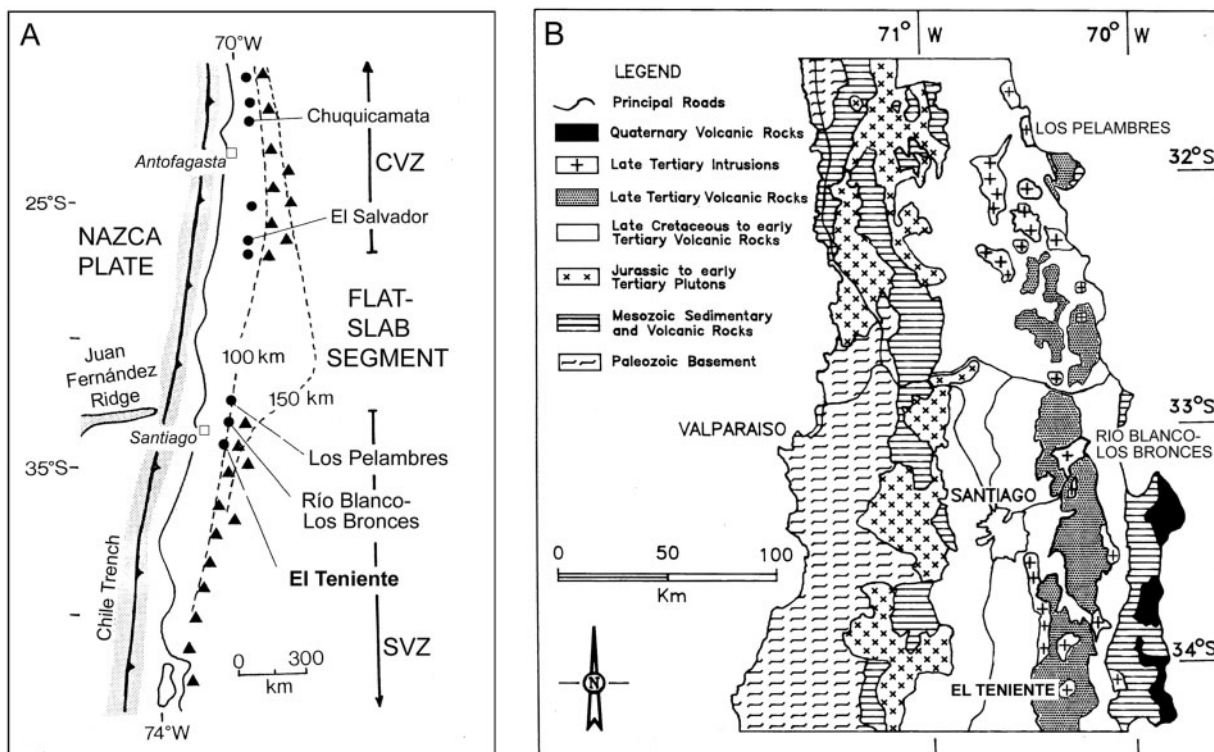 A
70°W
Chuquicamata
Antofagasta
CVZ
25°S
El Salvador
NAZCA
PLATE
FLAT-
SLAB
SEGMENT
100 km
Juan
Fernández
Ridge
150 km
Santiago
Los Pelambres
35°S
Río Blanco-
Los Bronces
El Teniente
Chile Trench
0 300
km
SVZ
74°W
B
71° W
70° W
LEGEND
Principal Roads
Quaternary Volcanic Rocks
Late Tertiary Intrusions
Late Tertiary Volcanic Rocks
Late Cretaceous to early
Tertiary Volcanic Rocks
Jurassic to early
Tertiary Plutons
Mesozoic Sedimentary
and Volcanic Rocks
Paleozoic Basement
LOS PELAMBRES
32°S
33°S
VALPARAISO
RIO BLANCO-
LOS BRONCES
SANTIAGO
0 50 100
Km
N
34°S
EL TENIENTE